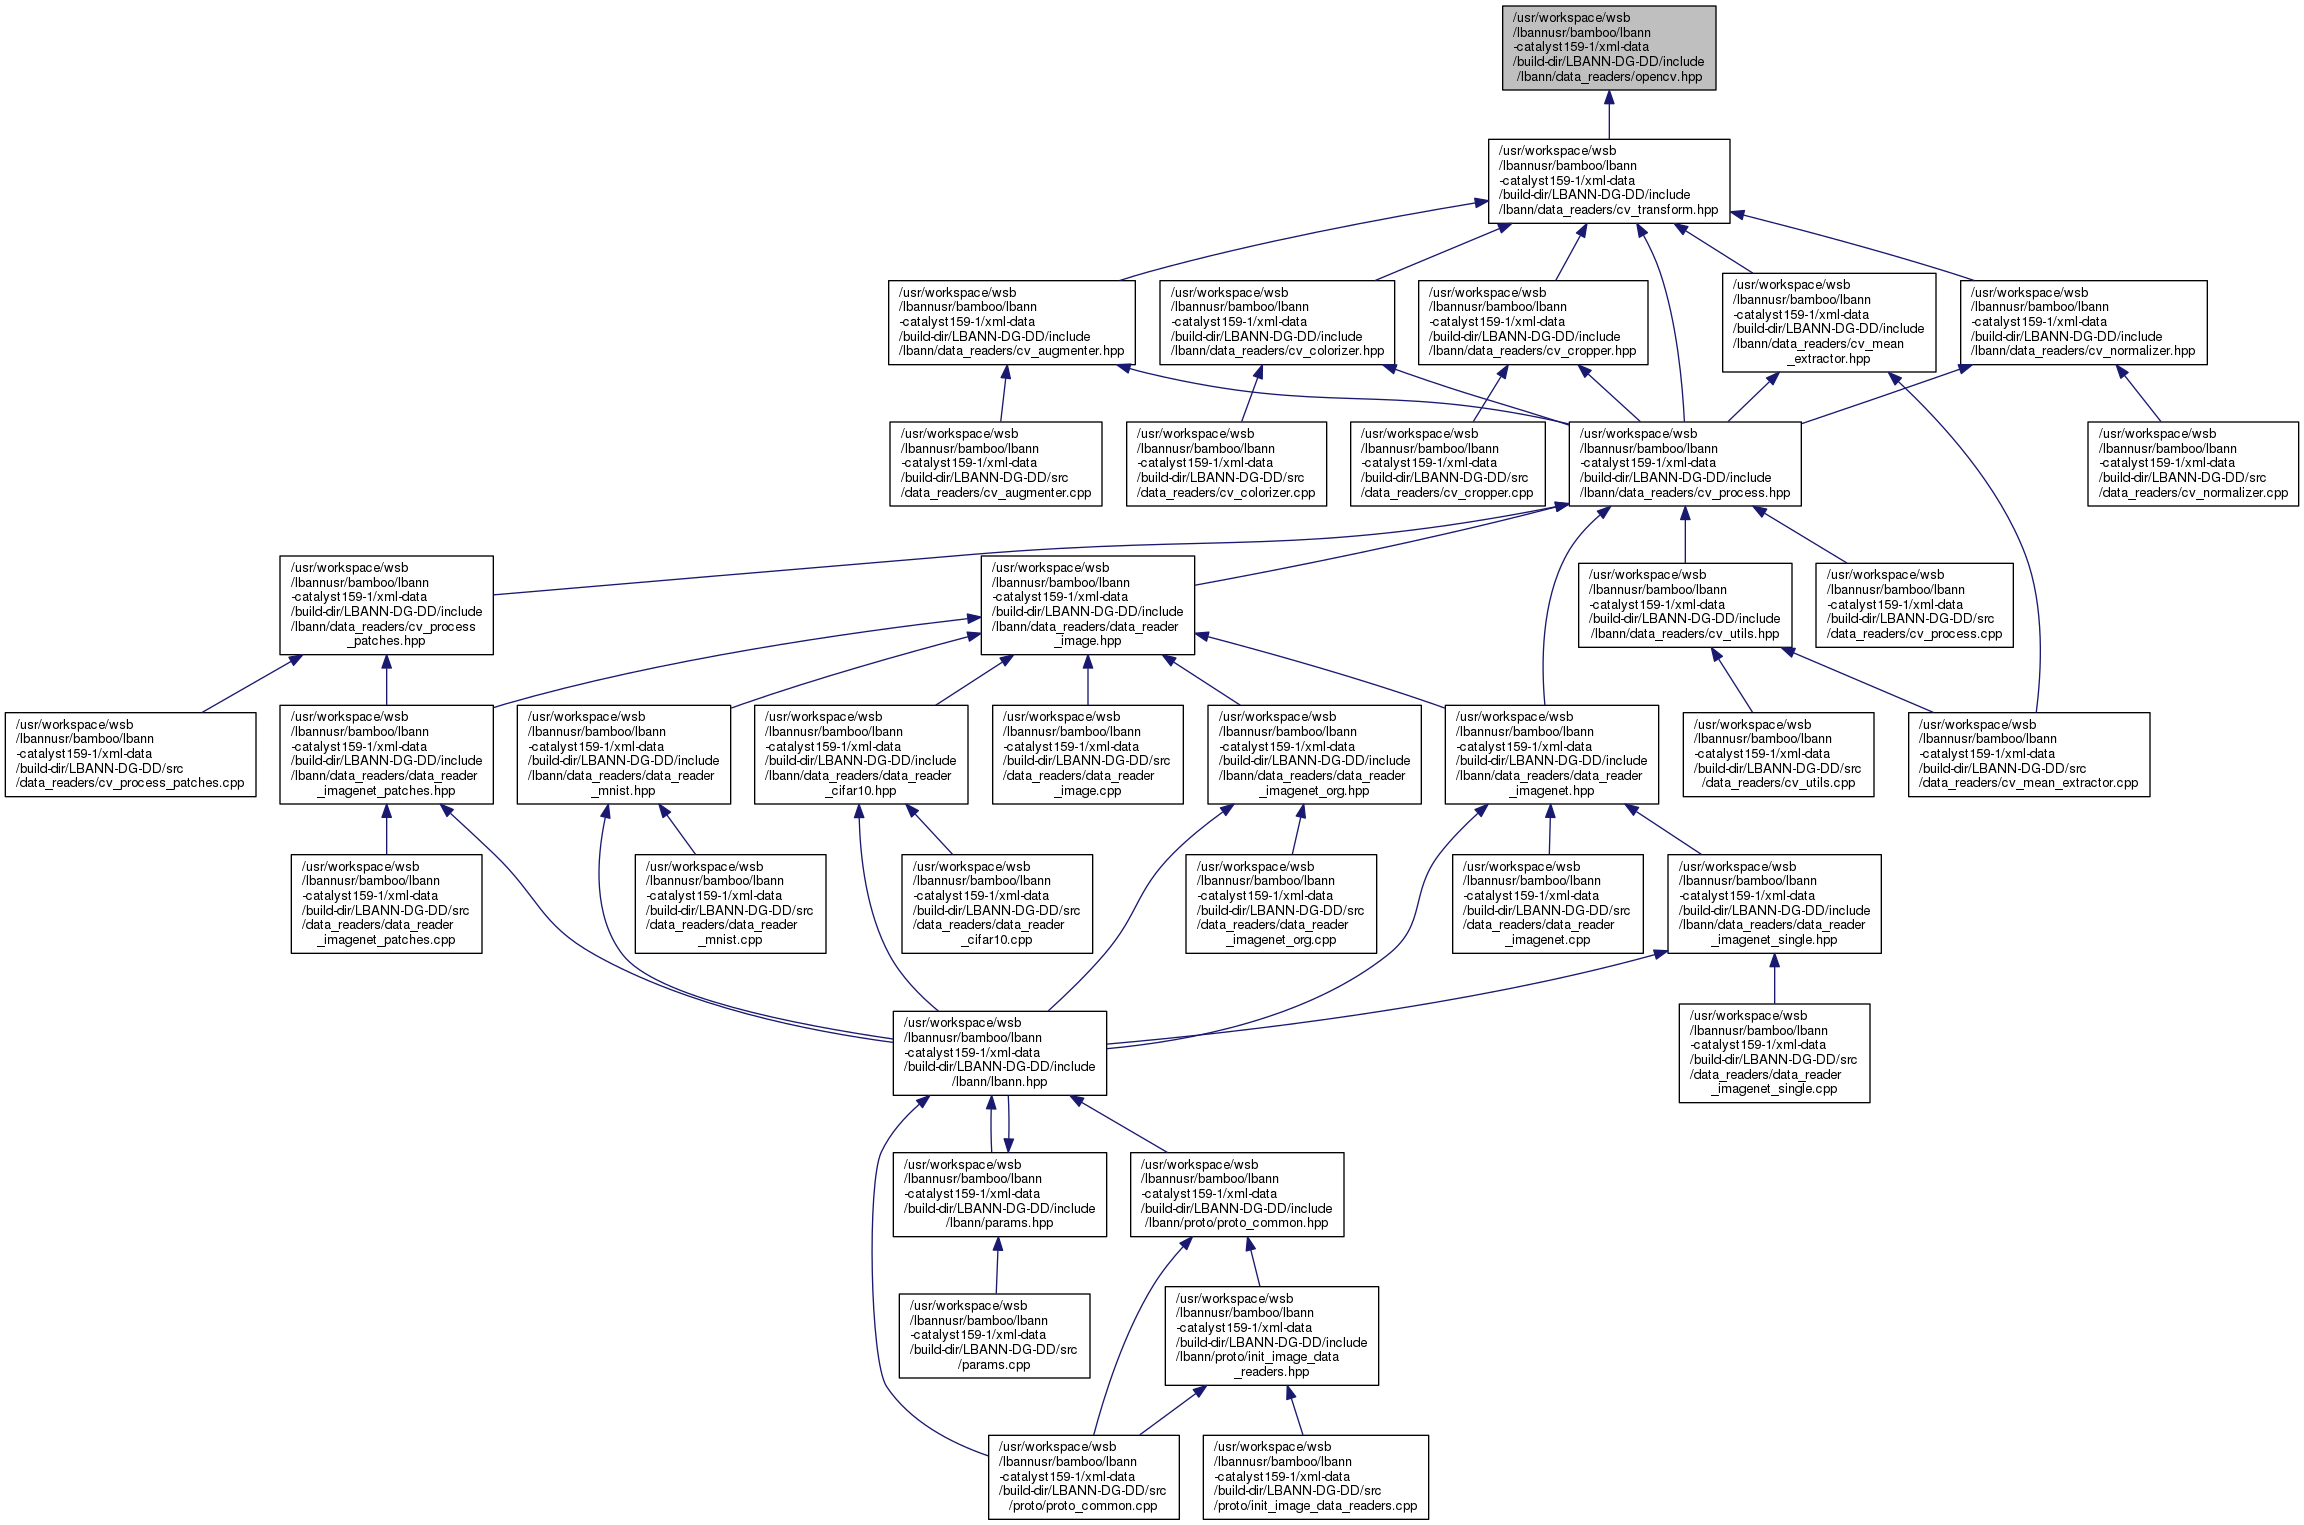 /usr/workspace/wsb
/lbannusr/bamboo/lbann
-catalyst159-1/xml-data
/build-dir/LBANN-DG-DD/include
/lbann/data_readers/opencv.hpp
/usr/workspace/wsb
/lbannusr/bamboo/lbann
-catalyst159-1/xml-data
/build-dir/LBANN-DG-DD/include
/lbann/data_readers/cv_transform.hpp
/usr/workspace/wsb
/lbannusr/bamboo/lbann
-catalyst159-1/xml-data
/build-dir/LBANN-DG-DD/include
/lbann/data_readers/cv_augmenter.hpp
/usr/workspace/wsb
/lbannusr/bamboo/lbann
-catalyst159-1/xml-data
/build-dir/LBANN-DG-DD/include
/lbann/data_readers/cv_colorizer.hpp
/usr/workspace/wsb
/lbannusr/bamboo/lbann
-catalyst159-1/xml-data
/build-dir/LBANN-DG-DD/include
/lbann/data_readers/cv_cropper.hpp
/usr/workspace/wsb
/lbannusr/bamboo/lbann
-catalyst159-1/xml-data
/build-dir/LBANN-DG-DD/include
/lbann/data_readers/cv_mean
_extractor.hpp
/usr/workspace/wsb
/lbannusr/bamboo/lbann
-catalyst159-1/xml-data
/build-dir/LBANN-DG-DD/include
/lbann/data_readers/cv_normalizer.hpp
/usr/workspace/wsb
/lbannusr/bamboo/lbann
-catalyst159-1/xml-data
/build-dir/LBANN-DG-DD/src
/data_readers/cv_augmenter.cpp
/usr/workspace/wsb
/lbannusr/bamboo/lbann
-catalyst159-1/xml-data
/build-dir/LBANN-DG-DD/src
/data_readers/cv_colorizer.cpp
/usr/workspace/wsb
/lbannusr/bamboo/lbann
-catalyst159-1/xml-data
/build-dir/LBANN-DG-DD/src
/data_readers/cv_cropper.cpp
/usr/workspace/wsb
/lbannusr/bamboo/lbann
-catalyst159-1/xml-data
/build-dir/LBANN-DG-DD/include
/lbann/data_readers/cv_process.hpp
/usr/workspace/wsb
/lbannusr/bamboo/lbann
-catalyst159-1/xml-data
/build-dir/LBANN-DG-DD/src
/data_readers/cv_normalizer.cpp
/usr/workspace/wsb
/lbannusr/bamboo/lbann
-catalyst159-1/xml-data
/build-dir/LBANN-DG-DD/include
/lbann/data_readers/cv_process
_patches.hpp
/usr/workspace/wsb
/lbannusr/bamboo/lbann
-catalyst159-1/xml-data
/build-dir/LBANN-DG-DD/include
/lbann/data_readers/data_reader
_image.hpp
/usr/workspace/wsb
/lbannusr/bamboo/lbann
-catalyst159-1/xml-data
/build-dir/LBANN-DG-DD/include
/lbann/data_readers/cv_utils.hpp
/usr/workspace/wsb
/lbannusr/bamboo/lbann
-catalyst159-1/xml-data
/build-dir/LBANN-DG-DD/src
/data_readers/cv_process.cpp
/usr/workspace/wsb
/lbannusr/bamboo/lbann
-catalyst159-1/xml-data
/build-dir/LBANN-DG-DD/src
/data_readers/cv_process_patches.cpp
/usr/workspace/wsb
/lbannusr/bamboo/lbann
-catalyst159-1/xml-data
/build-dir/LBANN-DG-DD/include
/lbann/data_readers/data_reader
_imagenet_patches.hpp
/usr/workspace/wsb
/lbannusr/bamboo/lbann
-catalyst159-1/xml-data
/build-dir/LBANN-DG-DD/include
/lbann/data_readers/data_reader
_mnist.hpp
/usr/workspace/wsb
/lbannusr/bamboo/lbann
-catalyst159-1/xml-data
/build-dir/LBANN-DG-DD/include
/lbann/data_readers/data_reader
_cifar10.hpp
/usr/workspace/wsb
/lbannusr/bamboo/lbann
-catalyst159-1/xml-data
/build-dir/LBANN-DG-DD/src
/data_readers/data_reader
_image.cpp
/usr/workspace/wsb
/lbannusr/bamboo/lbann
-catalyst159-1/xml-data
/build-dir/LBANN-DG-DD/include
/lbann/data_readers/data_reader
_imagenet_org.hpp
/usr/workspace/wsb
/lbannusr/bamboo/lbann
-catalyst159-1/xml-data
/build-dir/LBANN-DG-DD/include
/lbann/data_readers/data_reader
_imagenet.hpp
/usr/workspace/wsb
/lbannusr/bamboo/lbann
-catalyst159-1/xml-data
/build-dir/LBANN-DG-DD/src
/data_readers/cv_utils.cpp
/usr/workspace/wsb
/lbannusr/bamboo/lbann
-catalyst159-1/xml-data
/build-dir/LBANN-DG-DD/src
/data_readers/cv_mean_extractor.cpp
/usr/workspace/wsb
/lbannusr/bamboo/lbann
-catalyst159-1/xml-data
/build-dir/LBANN-DG-DD/src
/data_readers/data_reader
_imagenet_patches.cpp
/usr/workspace/wsb
/lbannusr/bamboo/lbann
-catalyst159-1/xml-data
/build-dir/LBANN-DG-DD/src
/data_readers/data_reader
_mnist.cpp
/usr/workspace/wsb
/lbannusr/bamboo/lbann
-catalyst159-1/xml-data
/build-dir/LBANN-DG-DD/src
/data_readers/data_reader
_cifar10.cpp
/usr/workspace/wsb
/lbannusr/bamboo/lbann
-catalyst159-1/xml-data
/build-dir/LBANN-DG-DD/src
/data_readers/data_reader
_imagenet_org.cpp
/usr/workspace/wsb
/lbannusr/bamboo/lbann
-catalyst159-1/xml-data
/build-dir/LBANN-DG-DD/src
/data_readers/data_reader
_imagenet.cpp
/usr/workspace/wsb
/lbannusr/bamboo/lbann
-catalyst159-1/xml-data
/build-dir/LBANN-DG-DD/include
/lbann/data_readers/data_reader
_imagenet_single.hpp
/usr/workspace/wsb
/lbannusr/bamboo/lbann
-catalyst159-1/xml-data
/build-dir/LBANN-DG-DD/include
/lbann/lbann.hpp
/usr/workspace/wsb
/lbannusr/bamboo/lbann
-catalyst159-1/xml-data
/build-dir/LBANN-DG-DD/src
/data_readers/data_reader
_imagenet_single.cpp
/usr/workspace/wsb
/lbannusr/bamboo/lbann
-catalyst159-1/xml-data
/build-dir/LBANN-DG-DD/include
/lbann/params.hpp
/usr/workspace/wsb
/lbannusr/bamboo/lbann
-catalyst159-1/xml-data
/build-dir/LBANN-DG-DD/include
/lbann/proto/proto_common.hpp
/usr/workspace/wsb
/lbannusr/bamboo/lbann
-catalyst159-1/xml-data
/build-dir/LBANN-DG-DD/src
/params.cpp
/usr/workspace/wsb
/lbannusr/bamboo/lbann
-catalyst159-1/xml-data
/build-dir/LBANN-DG-DD/include
/lbann/proto/init_image_data
_readers.hpp
/usr/workspace/wsb
/lbannusr/bamboo/lbann
-catalyst159-1/xml-data
/build-dir/LBANN-DG-DD/src
/proto/proto_common.cpp
/usr/workspace/wsb
/lbannusr/bamboo/lbann
-catalyst159-1/xml-data
/build-dir/LBANN-DG-DD/src
/proto/init_image_data_readers.cpp